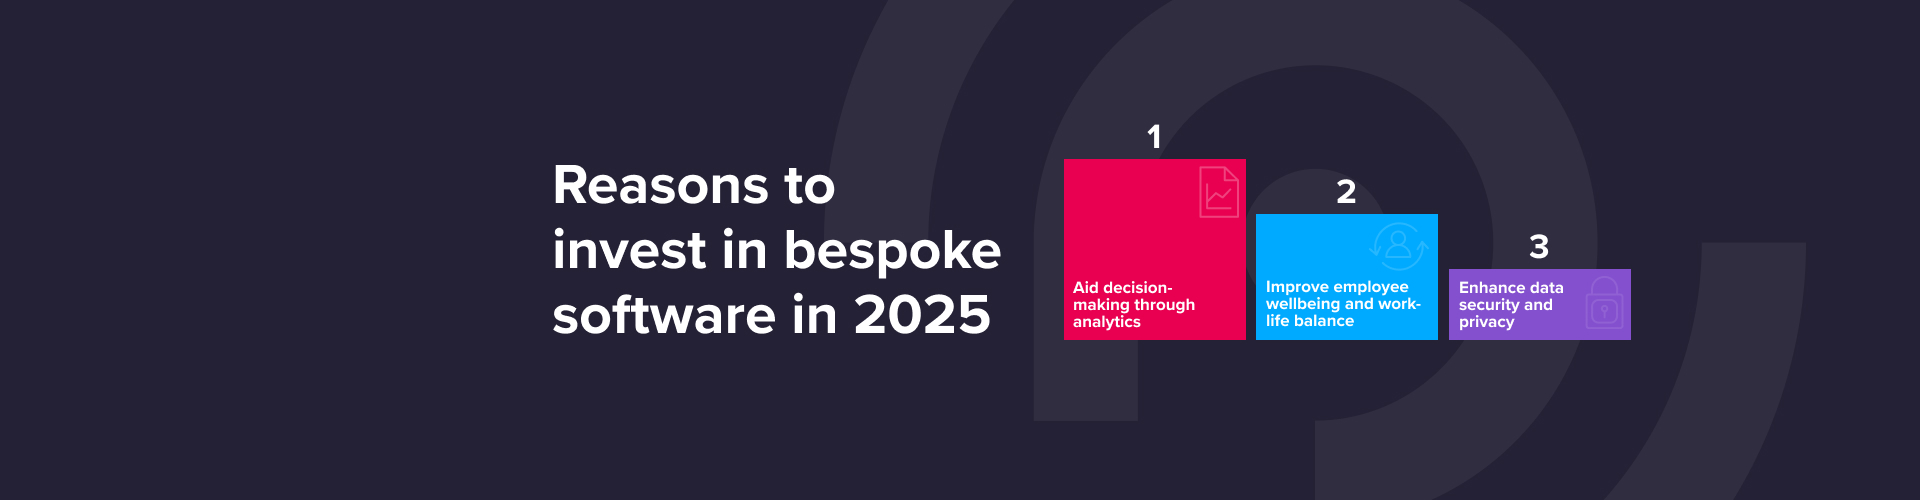 Reasons to
invest in bespoke
software in 2025
1
Aid decision-
making through
analytics
2
Improve employee
wellbeing and work-
life balance
3
Enhance data
security and
privacy